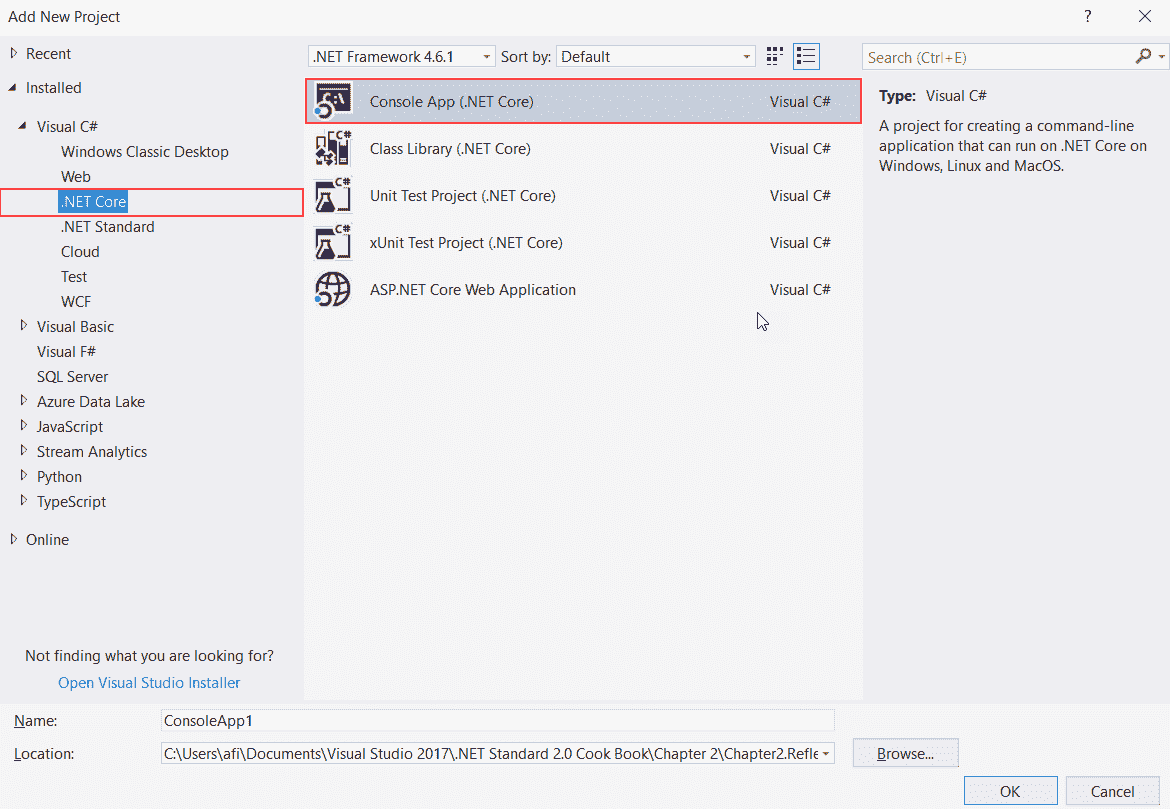 Add New Project
?
Recent
Installed
Visual C#
Windows Classic Desktop
Web
.NET Core
.NET Standard
Cloud
Test
WCF
Visual Basic
Visual F#
SQL Server
Azure Data Lake
JavaScript
Stream Analytics
Python
TypeScript
Online
Not finding what you are looking for?
Open Visual Studio Installer
.NET Framework 4.6.1 Sort by: Default
C:\ Console App (.NET Core) Visual C#
C# Class Library (.NET Core) Visual C#
C# Unit Test Project (.NET Core) Visual C#
C# xUnit Test Project (.NET Core) Visual C#
ASP.NET Core Web Application Visual C#
Search (Ctrl+E)
Type: Visual C#
A project for creating a command-line
application that can run on .NET Core on
Windows, Linux and MacOS.
Name: ConsoleApp1
Location: C:\Users\afi\Documents\Visual Studio 2017\.NET Standard 2.0 Cook Book\Chapter 2\Chapter2.Refle Browse...
OK Cancel